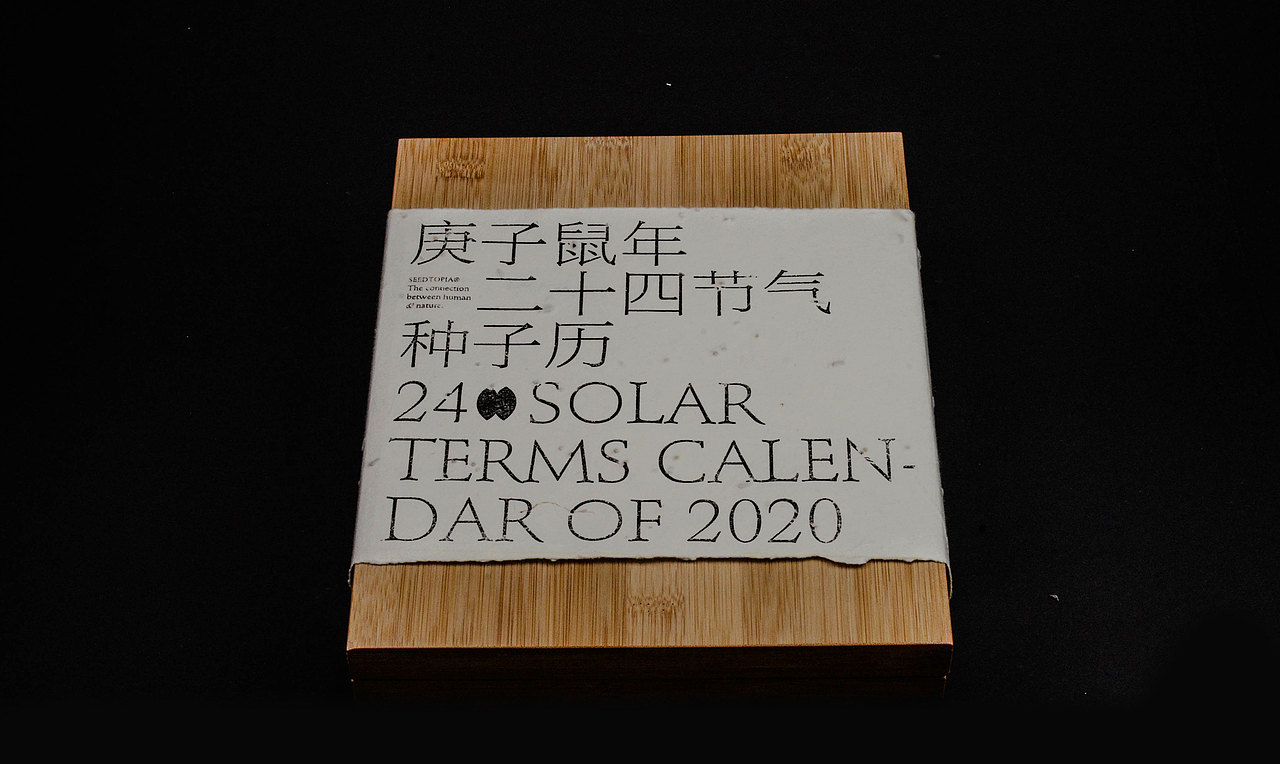 庚子鼠年
SEEDTOPIA®
The connection
between human
& nature.
二十四节气
种子历
24 SOLAR
TERMS CALEN-
DAR OF 2020